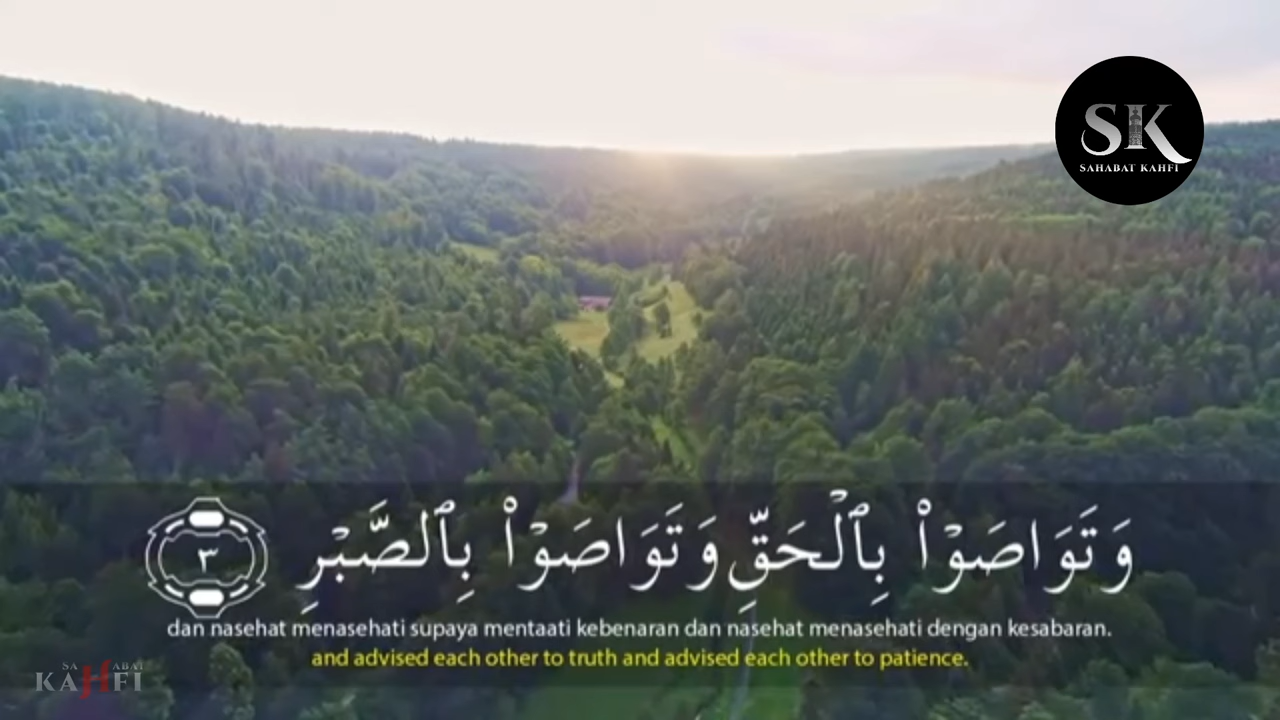 SK
SAHABAT KAHFI
وَتَوَاصَوْا۟ بِٱلْحَقِّ وَتَوَاصَوْا۟ بِٱلصَّبْرِ ٣
dan nasehat menasehati supaya mentaati kebenaran dan nasehat menasehati dengan kesabaran.
and advised each other to truth and advised each other to patience.
SAHABAT
KAHFI